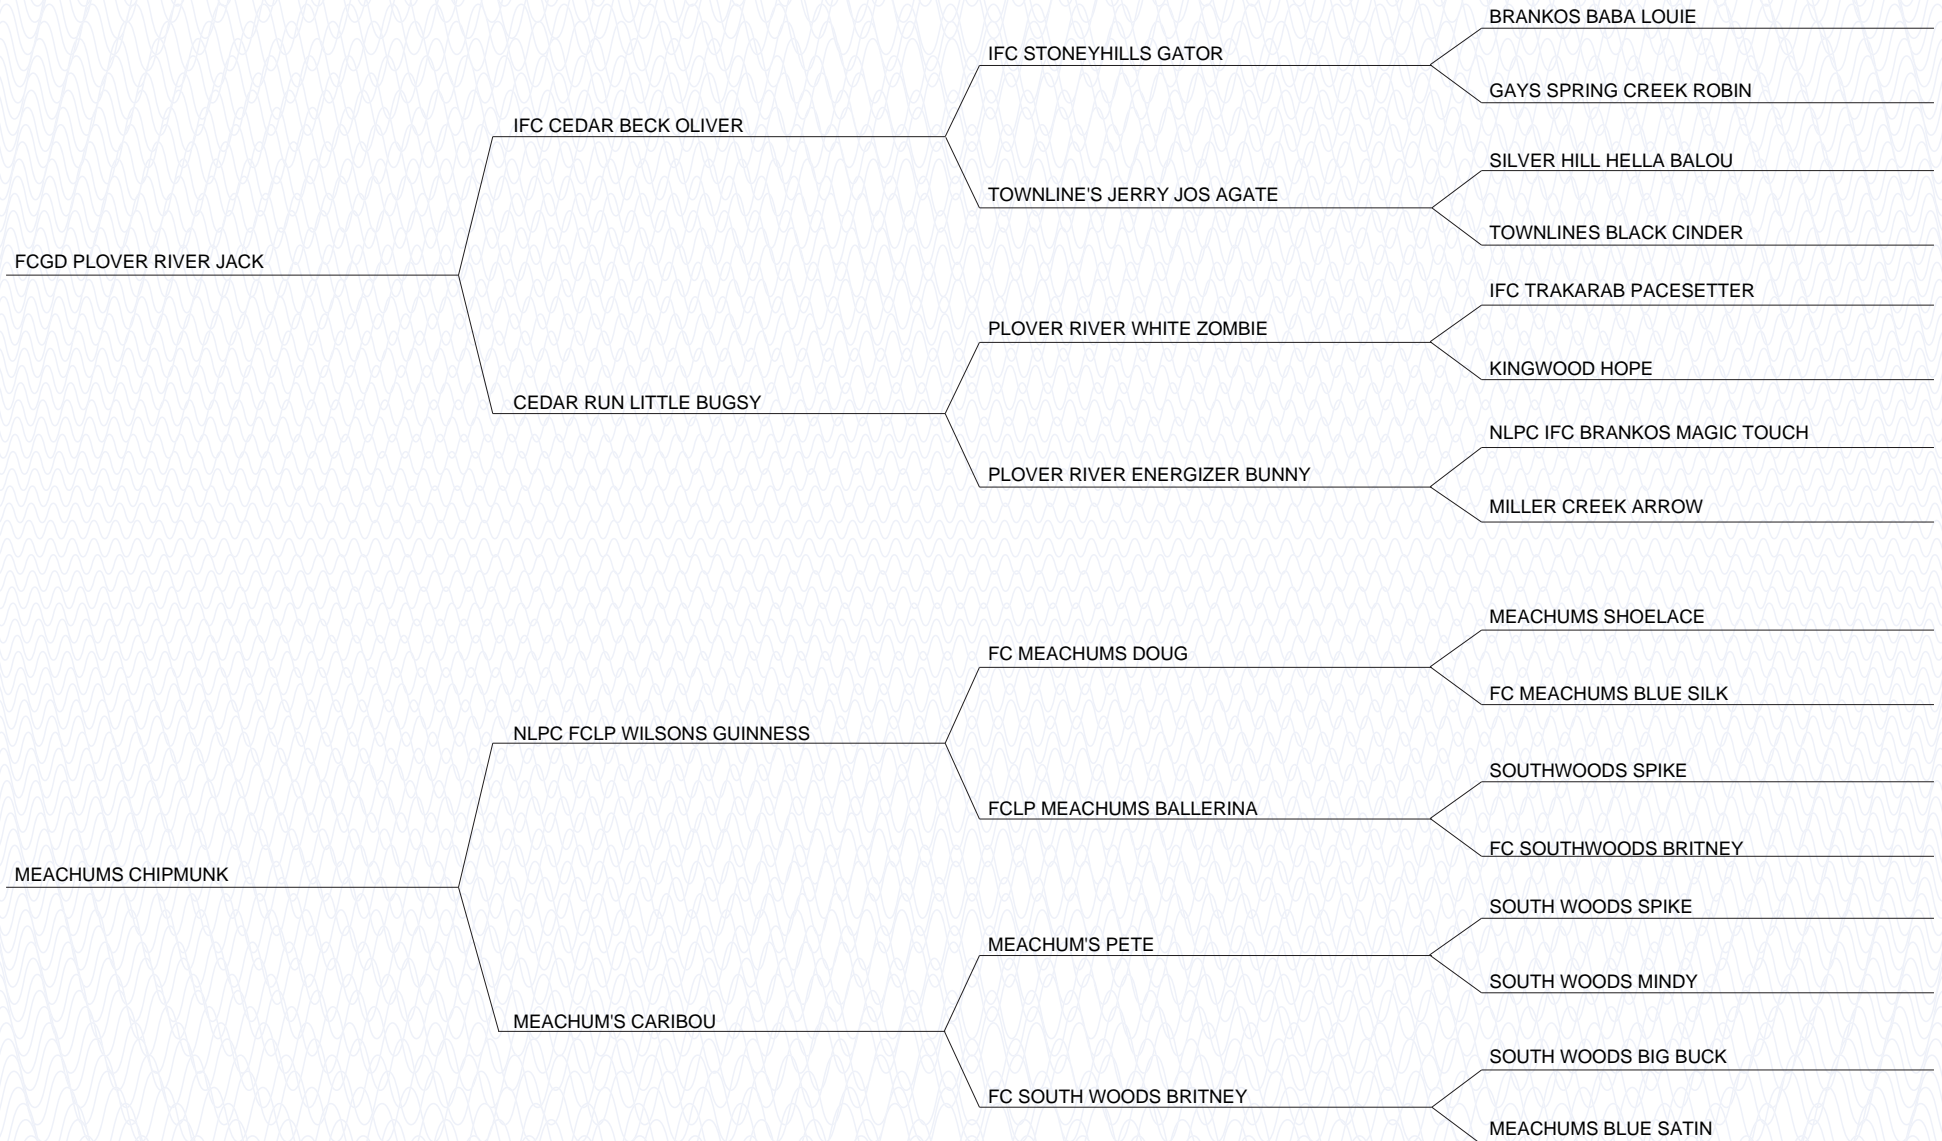 BRANKOS BABA LOUIE
IFC STONEYHILLS GATOR
GAYS SPRING CREEK ROBIN
IFC CEDAR BECK OLIVER
SILVER HILL HELLA BALOU
TOWNLINE'S JERRY JOS AGATE
TOWNLINES BLACK CINDER
FCGD PLOVER RIVER JACK
IFC TRAKARAB PACESETTER
PLOVER RIVER WHITE ZOMBIE
KINGWOOD HOPE
CEDAR RUN LITTLE BUGSY
NLPC IFC BRANKOS MAGIC TOUCH
PLOVER RIVER ENERGIZER BUNNY
MILLER CREEK ARROW
MEACHUMS SHOELACE
FC MEACHUMS DOUG
FC MEACHUMS BLUE SILK
NLPC FCLP WILSONS GUINNESS
SOUTHWOODS SPIKE
FCLP MEACHUMS BALLERINA
FC SOUTHWOODS BRITNEY
MEACHUMS CHIPMUNK
SOUTH WOODS SPIKE
MEACHUM'S PETE
SOUTH WOODS MINDY
MEACHUM'S CARIBOU
SOUTH WOODS BIG BUCK
FC SOUTH WOODS BRITNEY
MEACHUMS BLUE SATIN